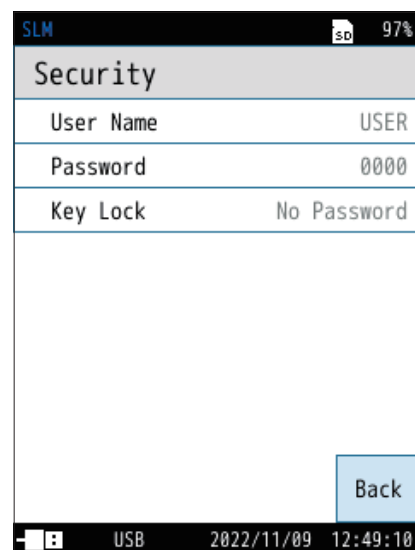 SLM SD 97%
Security
User Name USER
Password 0000
Key Lock No Password
Back
USB 2022/11/09 12:49:10